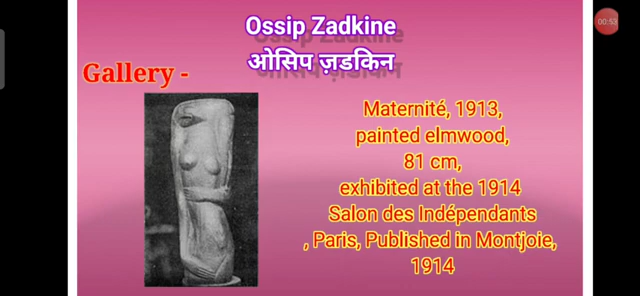 Ossip Zadkine
ओसिप ज़डकिन
Gallery -
Maternité, 1913,
painted elmwood,
81 cm,
exhibited at the 1914
Salon des Indépendants
, Paris, Published in Montjoie,
1914
00:53